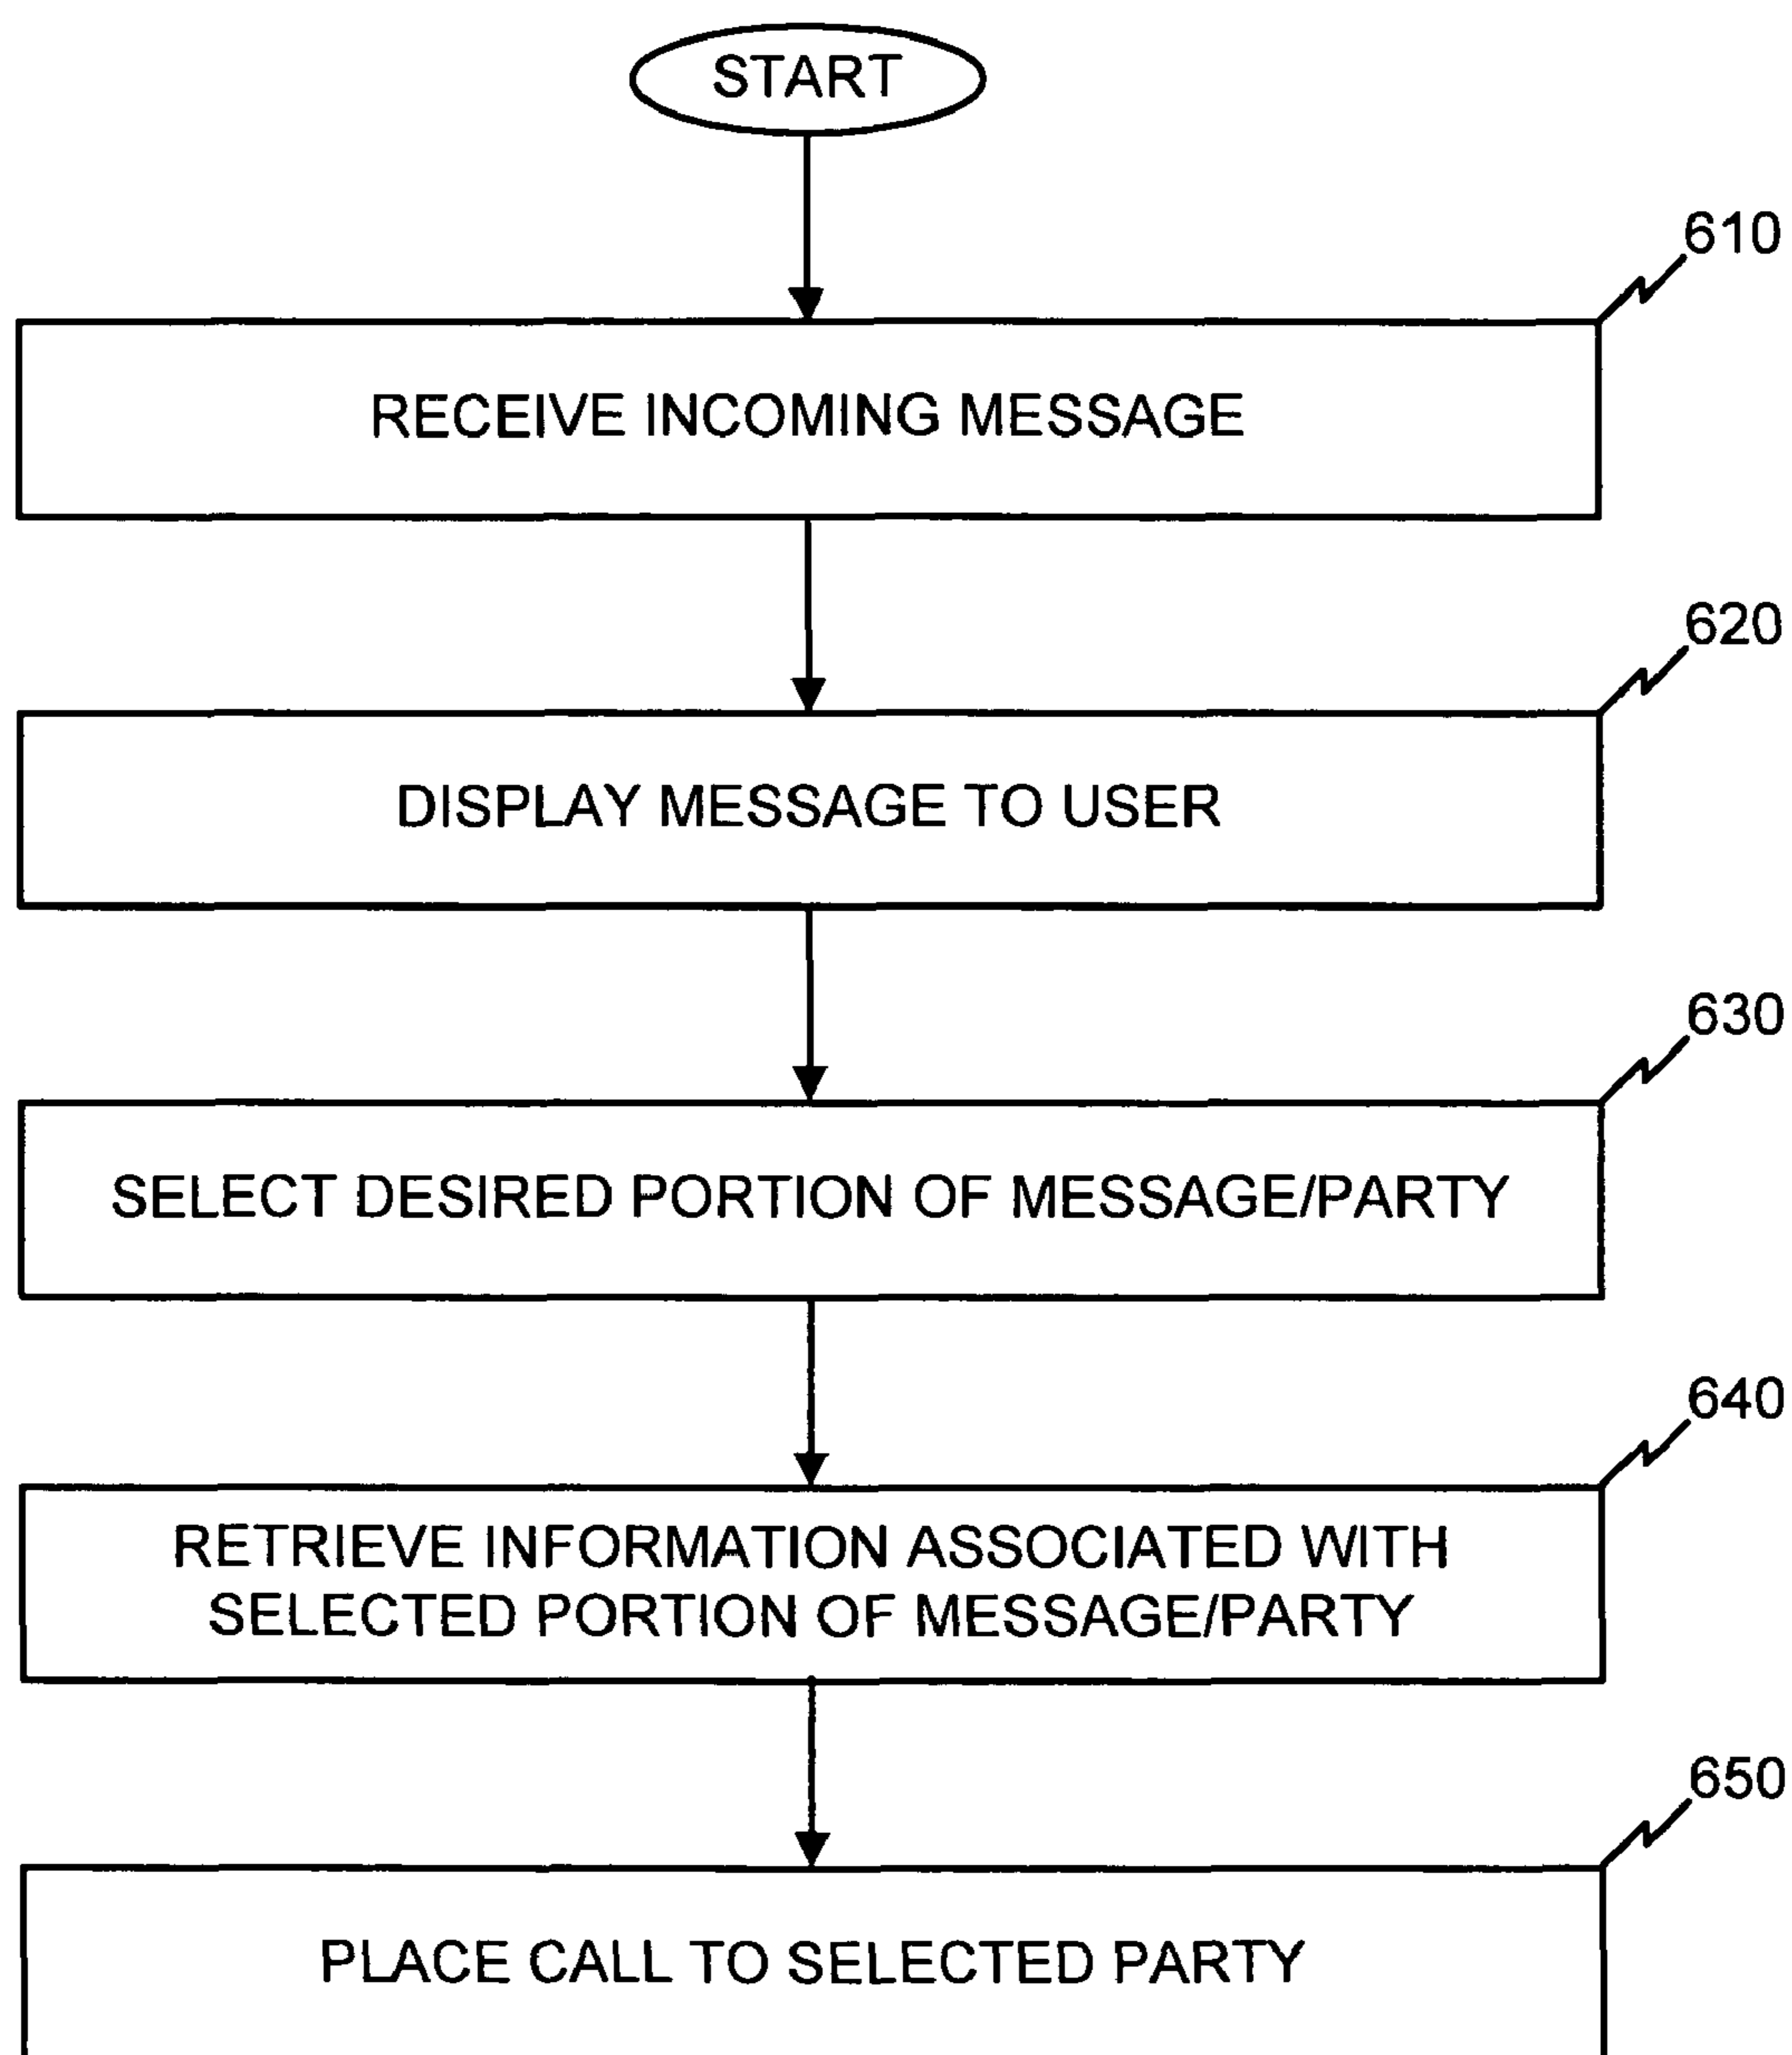 START
610
RECEIVE INCOMING MESSAGE
620
DISPLAY MESSAGE TO USER
630
SELECT DESIRED PORTION OF MESSAGE/PARTY
640
RETRIEVE INFORMATION ASSOCIATED WITH
SELECTED PORTION OF MESSAGE/PARTY
650
PLACE CALL TO SELECTED PARTY